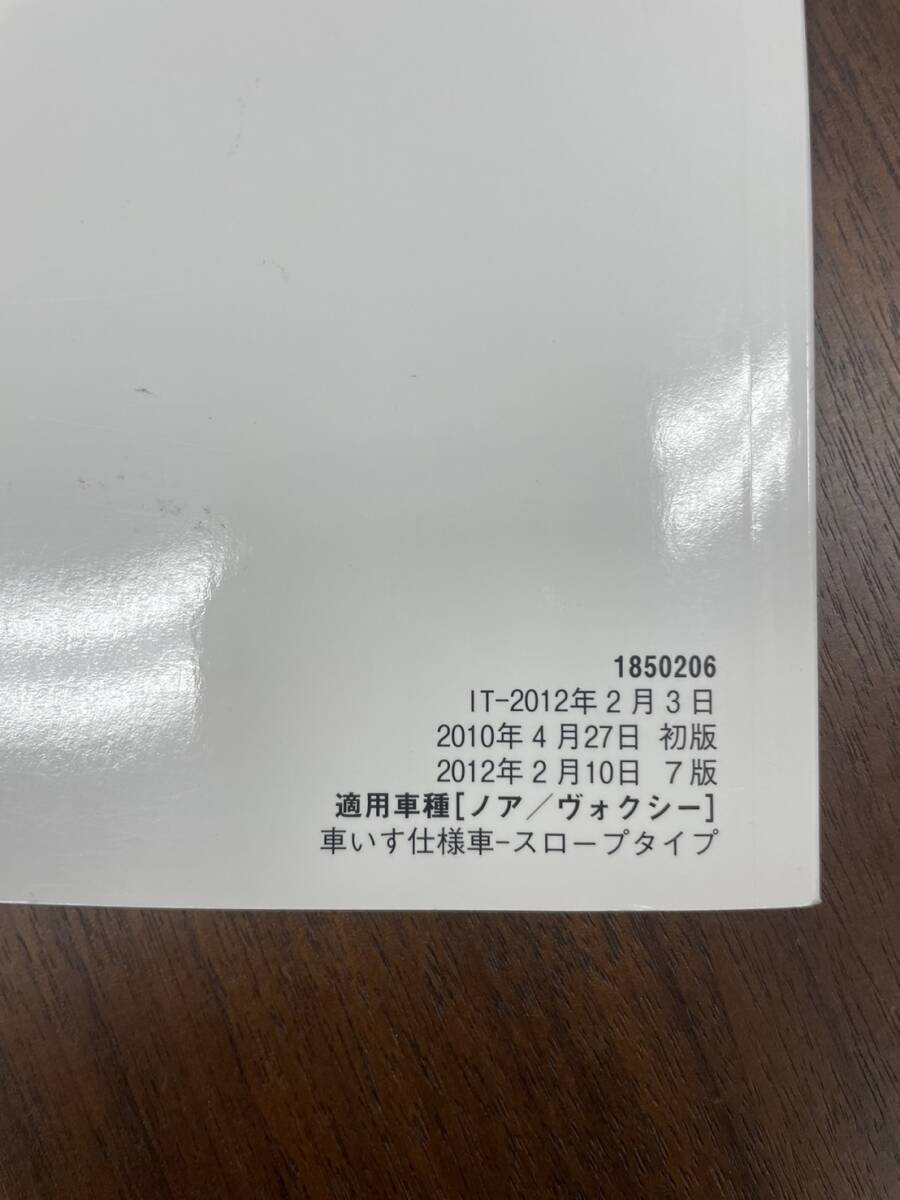 1850206
IT-2012年2月3日
2010年4月27日 初版
2012年2月10日 7版
適用車種[ノア／ヴォクシー]
車いす仕様車-スロープタイプ